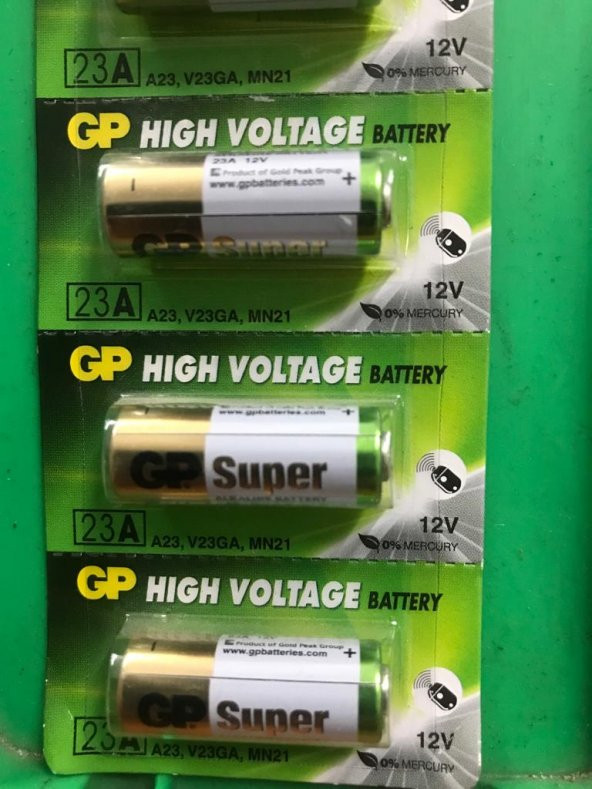 12V
23A A23, V23GA, MN21 0% MERCURY
GP HIGH VOLTAGE BATTERY
23A 12V
Product of Gold Peak Group
www.gpbatteries.com
- +
GP Super
12V
23A A23, V23GA, MN21 0% MERCURY
GP HIGH VOLTAGE BATTERY
www.gpbatteries.com
- +
GP Super
ALKALINE BATTERY
12V
23A A23, V23GA, MN21 0% MERCURY
GP HIGH VOLTAGE BATTERY
Product of Gold Peak Group
www.gpbatteries.com
- +
GP Super
12V
23A A23, V23GA, MN21 0% MERCURY